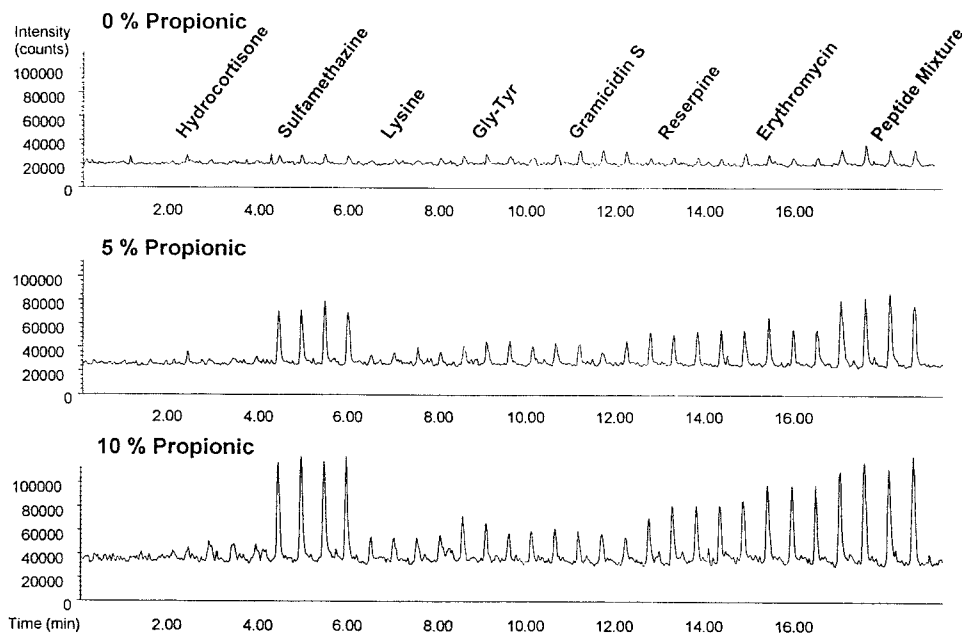 0 % Propionic
Intensity
(counts)
Hydrocortisone
Sulfamethazine
Lysine
Gly-Tyr
Gramicidin S
Reserpine
Erythromycin
Peptide Mixture
100000
80000
60000
40000
20000
0
2.00 4.00 6.00 8.00 10.00 12.00 14.00 16.00
5 % Propionic
100000
80000
60000
40000
20000
0
2.00 4.00 6.00 8.00 10.00 12.00 14.00 16.00
10 % Propionic
100000
80000
60000
40000
20000
0
Time (min) 2.00 4.00 6.00 8.00 10.00 12.00 14.00 16.00